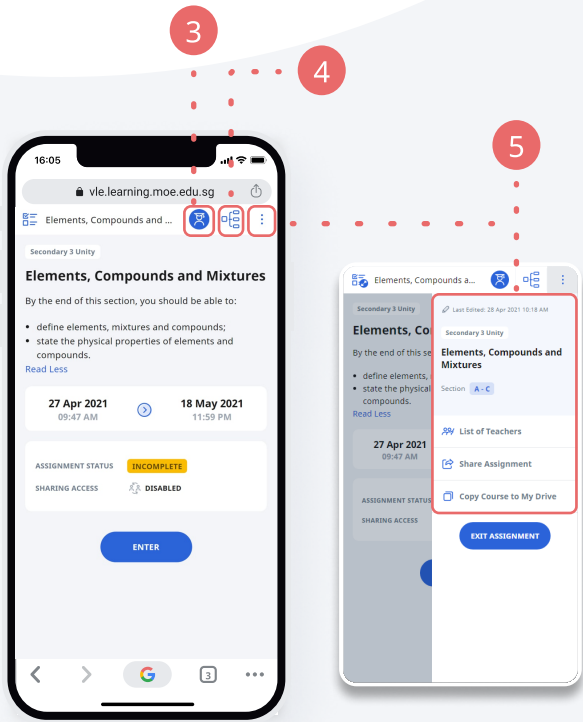 3
4
5
16:05
vle.learning.moe.edu.sg
Elements, Compounds and ...
Secondary 3 Unity
Elements, Compounds and Mixtures
By the end of this section, you should be able to:
• define elements, mixtures and compounds;
• state the physical properties of elements and
compounds.
Read Less
27 Apr 2021
09:47 AM
18 May 2021
11:59 PM
ASSIGNMENT STATUS
INCOMPLETE
SHARING ACCESS
DISABLED
ENTER
G
3
Elements, Compounds a...
Secondary 3 Unity
Elements, Co
By the end of this se
• define elements,
• state the physical
compounds.
Read Less
27 Apr 2021
09:47 AM
ASSIGNMENT STATUS
SHARING ACCESS
Last Edited: 28 Apr 2021 10:18 AM
Secondary 3 Unity
Elements, Compounds and
Mixtures
Section A - C
List of Teachers
Share Assignment
Copy Course to My Drive
EXIT ASSIGNMENT